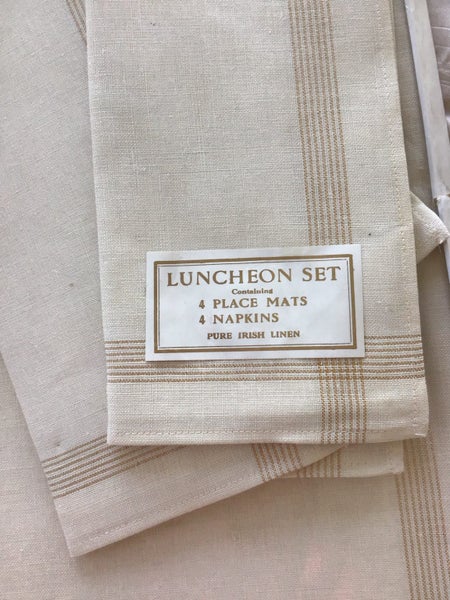 LUNCHEON SET
Containing
4 PLACE MATS
4 NAPKINS
PURE IRISH LINEN